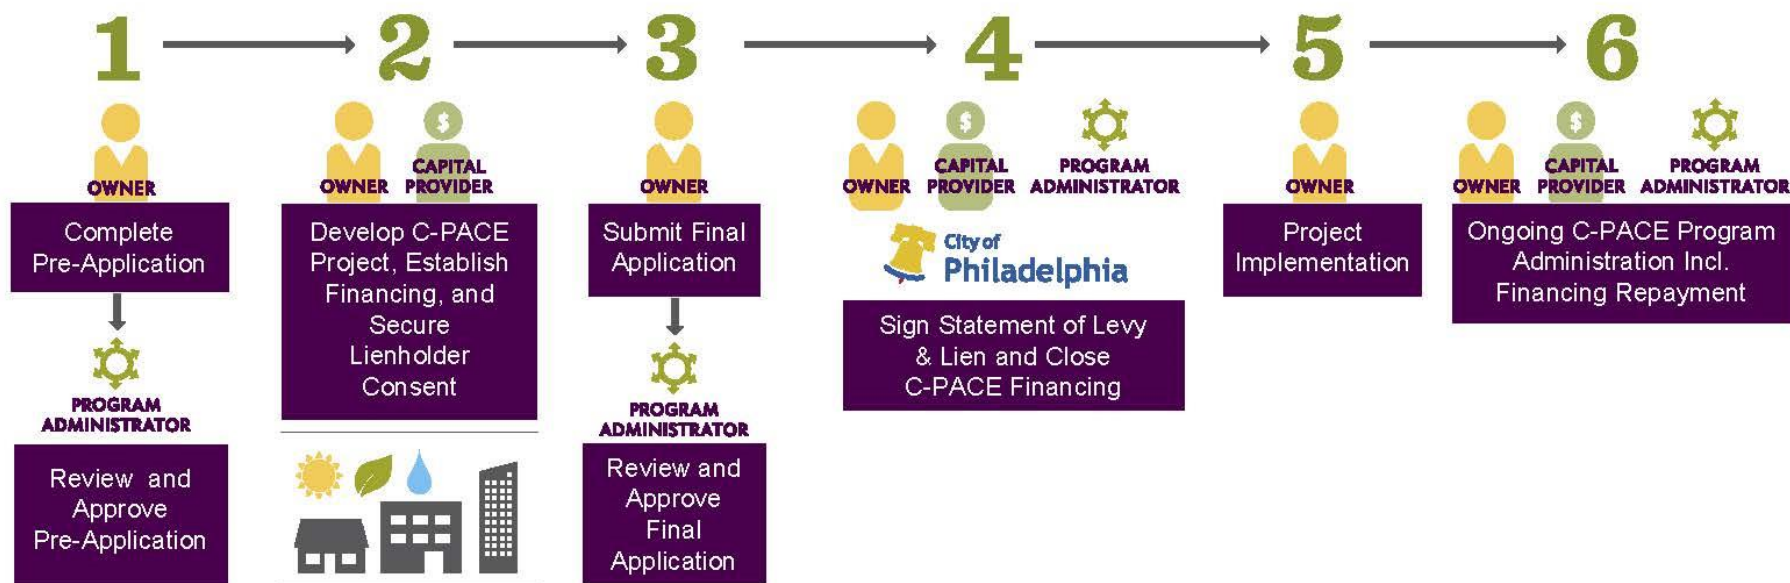 1
OWNER
Complete
Pre-Application
PROGRAM
ADMINISTRATOR
Review and
Approve
Pre-Application
2
OWNER
CAPITAL
PROVIDER
Develop C-PACE
Project, Establish
Financing, and
Secure
Lienholder
Consent
3
OWNER
Submit Final
Application
PROGRAM
ADMINISTRATOR
Review and
Approve
Final
Application
4
OWNER
$
CAPITAL
PROVIDER
PROGRAM
ADMINISTRATOR
City of
Philadelphia
Sign Statement of Levy
& Lien and Close
C-PACE Financing
5
OWNER
Project
Implementation
6
OWNER
$
CAPITAL
PROVIDER
PROGRAM
ADMINISTRATOR
Ongoing C-PACE Program
Administration Incl.
Financing Repayment